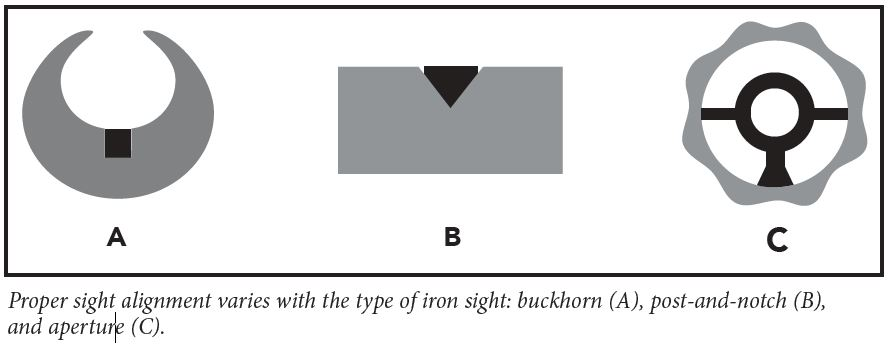 A
B
C
Proper sight alignment varies with the type of iron sight: buckhorn (A), post-and-notch (B),
and aperture (C).